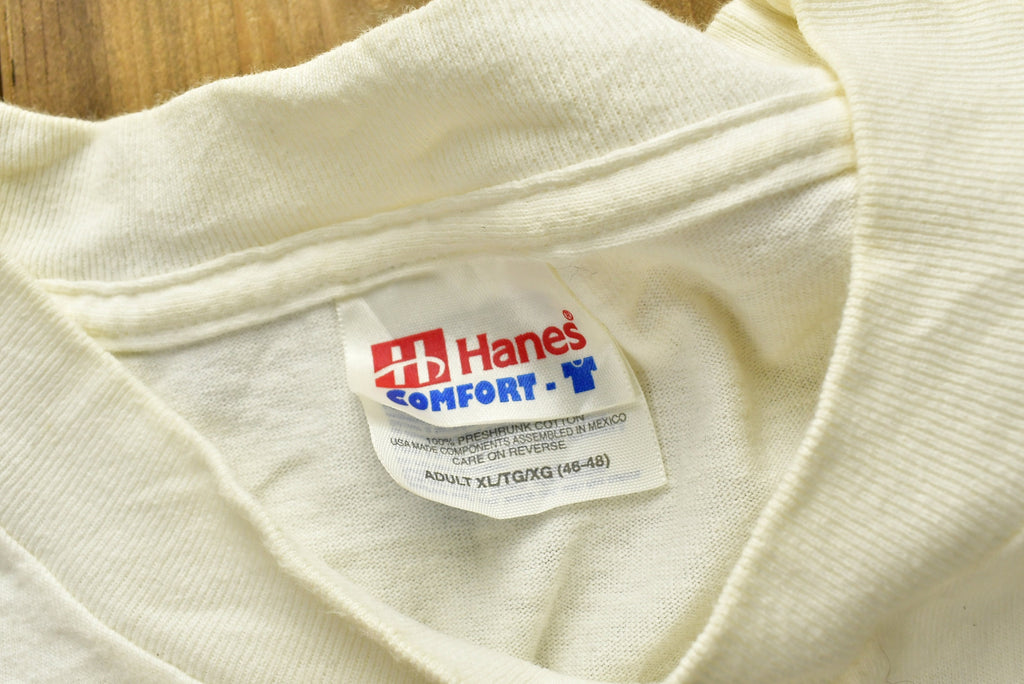 Hanes®
COMFORT -
100% PRESHRUNK COTTON
USA MADE COMPONENTS ASSEMBLED IN MEXICO
CARE ON REVERSE
ADULT XL/TG/XG (46-48)